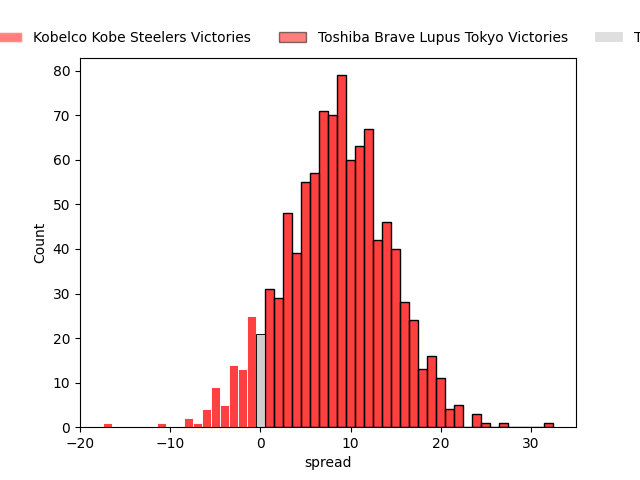 Kobelco Kobe Steelers Victories Toshiba Brave Lupus Tokyo Victories T
80
70
60
50
40
30
20
10
0
Count
−20 −10 0 10 20 30
spread